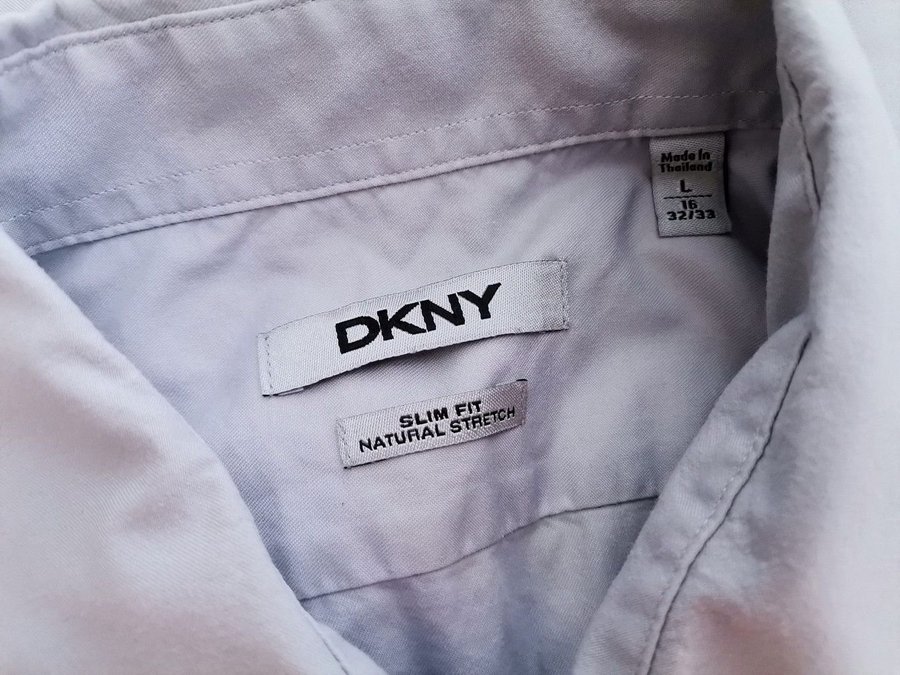 Made In
Thailand
L
16
32/33
DKNY
SLIM FIT
NATURAL STRETCH